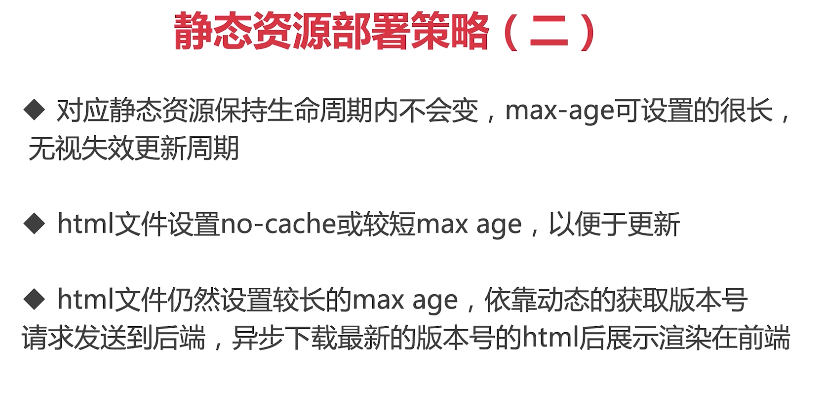 静态资源部署策略（二）
◆ 对应静态资源保持生命周期内不会变，max-age可设置的很长，
无视失效更新周期
◆ html文件设置no-cache或较短max age，以便于更新
◆ html文件仍然设置较长的max age，依靠动态的获取版本号
请求发送到后端，异步下载最新的版本号的html后展示渲染在前端